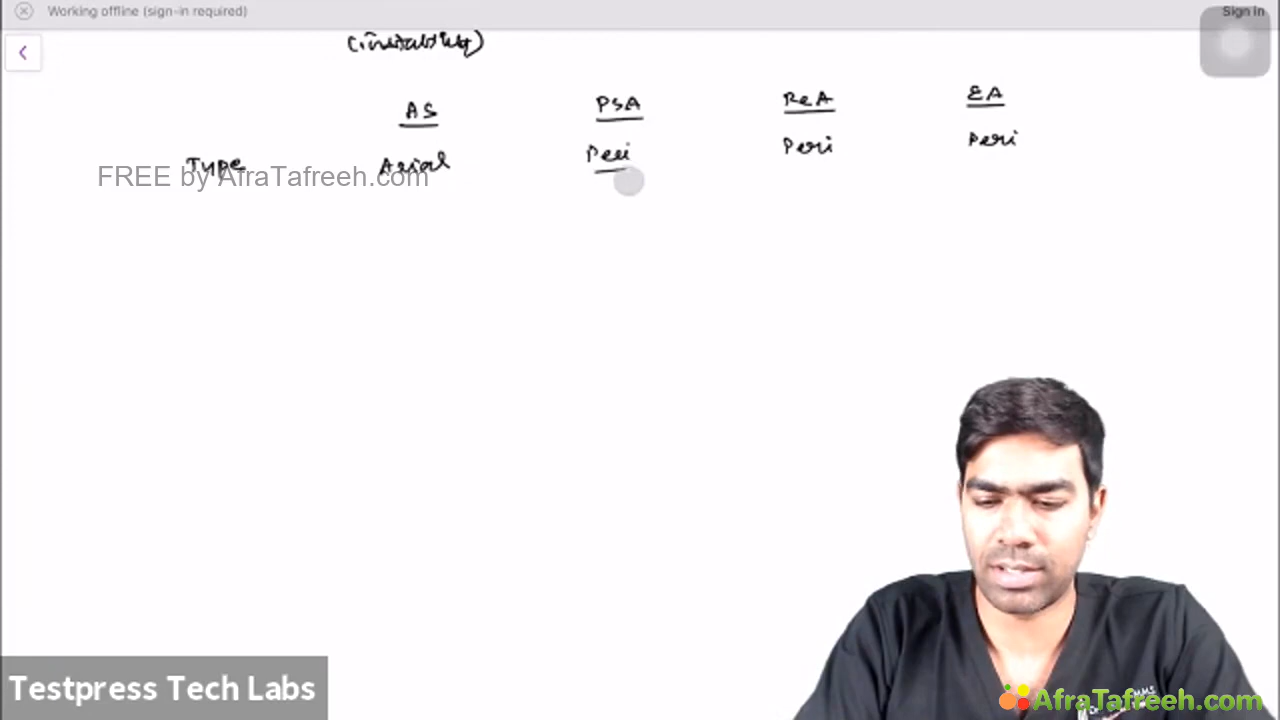 Working offline (sign-in required)
Sign in
AS PSA ReA EA
Type Axial Peri Peri Peri
FREE by AfraTafreeh.com
Testpress Tech Labs
AfraTafreeh.com